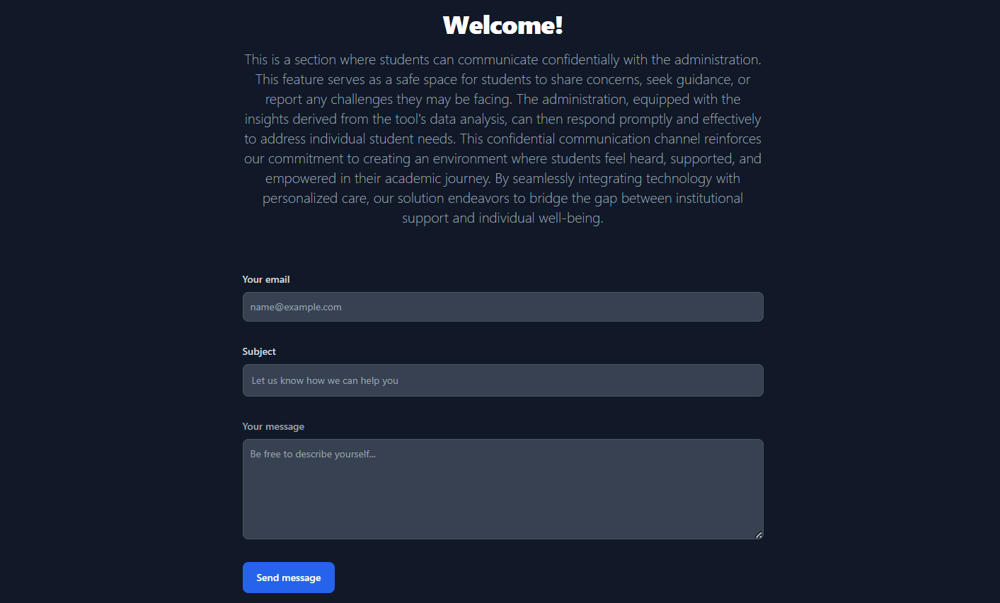 Welcome!
This is a section where students can communicate confidentially with the administration.
This feature serves as a safe space for students to share concerns, seek guidance, or
report any challenges they may be facing. The administration, equipped with the
insights derived from the tool's data analysis, can then respond promptly and effectively
to address individual student needs. This confidential communication channel reinforces
our commitment to creating an environment where students feel heard, supported, and
empowered in their academic journey. By seamlessly integrating technology with
personalized care, our solution endeavors to bridge the gap between institutional
support and individual well-being.
Your email
name@example.com
Subject
Let us know how we can help you
Your message
Be free to describe yourself...
Send message